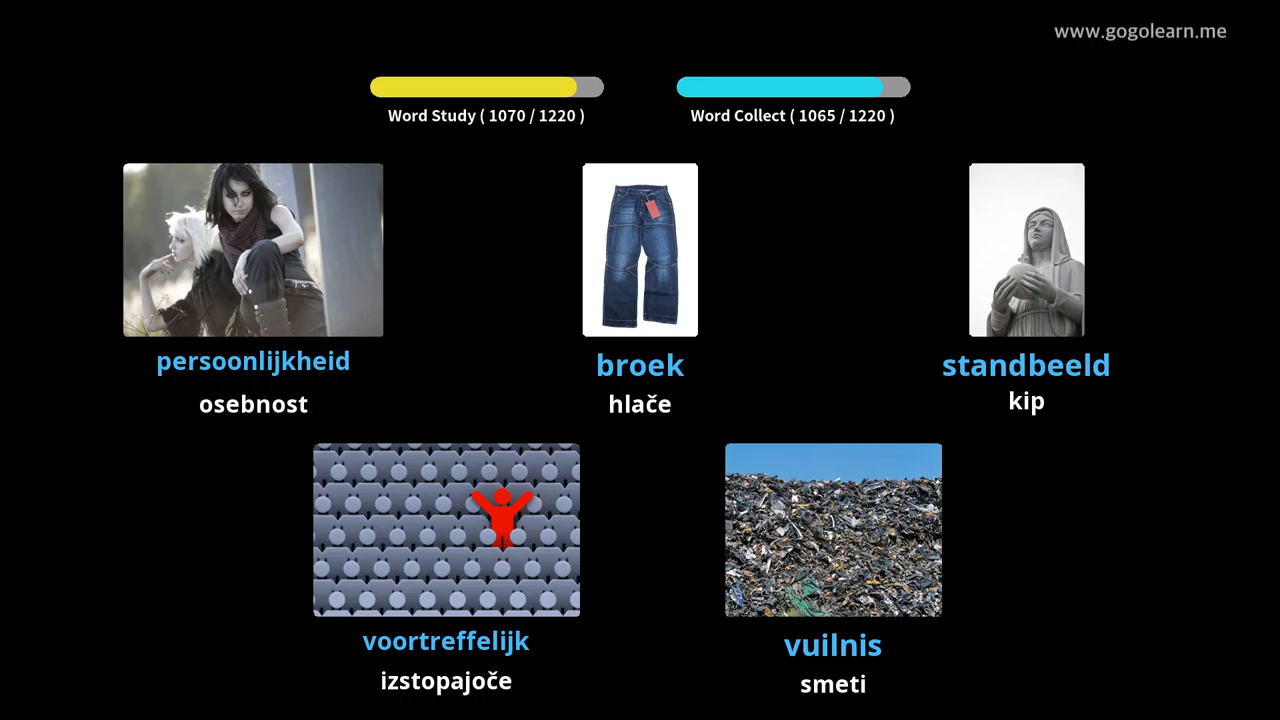 www.gogolearn.me
Word Study ( 1070 / 1220 )
Word Collect ( 1065 / 1220 )
persoonlijkheid
osebnost
broek
hlače
standbeeld
kip
voortreffelijk
izstopajoče
vuilnis
smeti